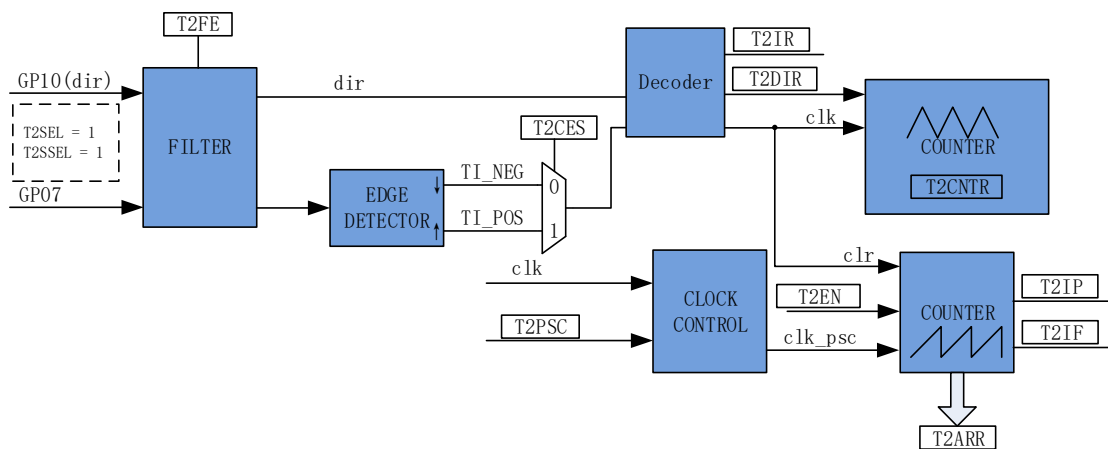 T2FE
GP10(dir)
T2SEL = 1
T2SSEL = 1
GP07
FILTER
dir
EDGE
DETECTOR
TI_NEG
TI_POS
T2CES
0
1
Decoder
T2IR
T2DIR
clk
COUNTER
T2CNTR
clk
T2PSC
CLOCK
CONTROL
clr
T2EN
clk_psc
COUNTER
T2IP
T2IF
T2ARR